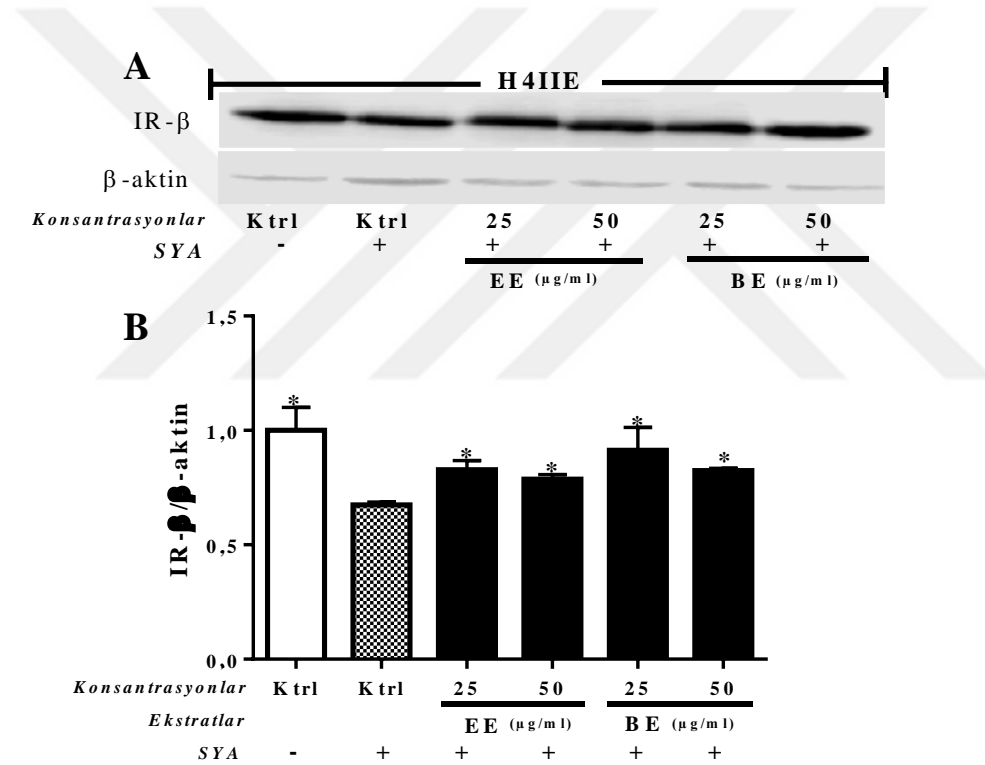 A
H4IIE
IR-β
β-aktin
Konsantrasyonlar Ktrl Ktrl 25 50 25 50
SYA - + + + + +
EE (µg/ml) BE (µg/ml)
B
IR-β/β-aktin
1,5
1,0
0,5
0,0
* * * * *
Konsantrasyonlar Ktrl Ktrl 25 50 25 50
Ekstratlar EE (µg/ml) BE (µg/ml)
SYA - + + + + +